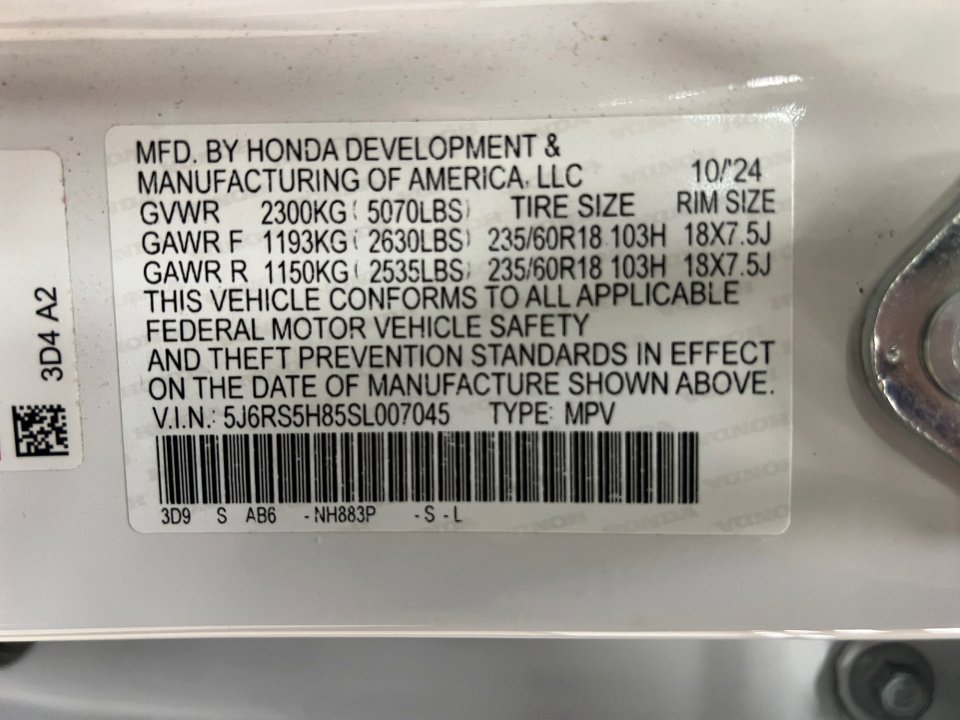 MFD. BY HONDA DEVELOPMENT &
MANUFACTURING OF AMERICA, LLC 10/'24
GVWR 2300KG (5070LBS) TIRE SIZE RIM SIZE
GAWR F 1193KG (2630LBS) 235/60R18 103H 18X7.5J
GAWR R 1150KG (2535LBS) 235/60R18 103H 18X7.5J
THIS VEHICLE CONFORMS TO ALL APPLICABLE
FEDERAL MOTOR VEHICLE SAFETY
AND THEFT PREVENTION STANDARDS IN EFFECT
ON THE DATE OF MANUFACTURE SHOWN ABOVE.
V.I.N.: 5J6RS5H85SL007045 TYPE: MPV
3D9 S AB6 -NH883P -S-L
3D4 A2